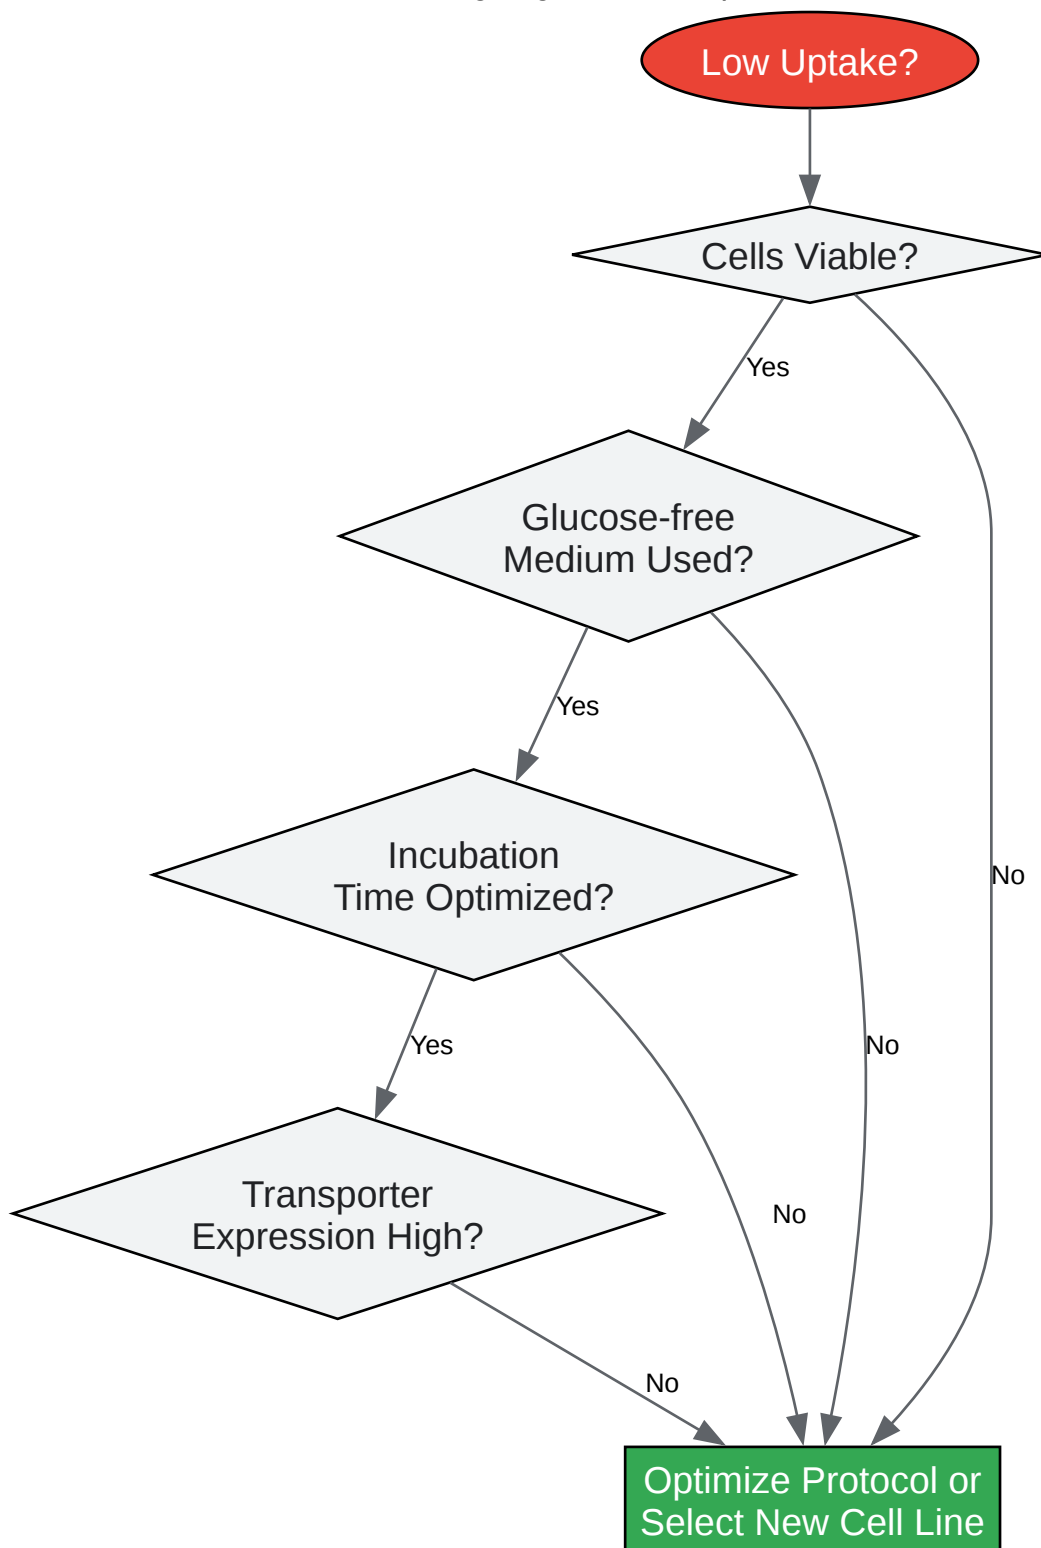 Low Uptake?
Cells Viable?
Yes
Glucose-free
Medium Used?
Yes
Incubation
Time Optimized?
No
Yes
No
Transporter
Expression High?
No
No
Optimize Protocol or
Select New Cell Line